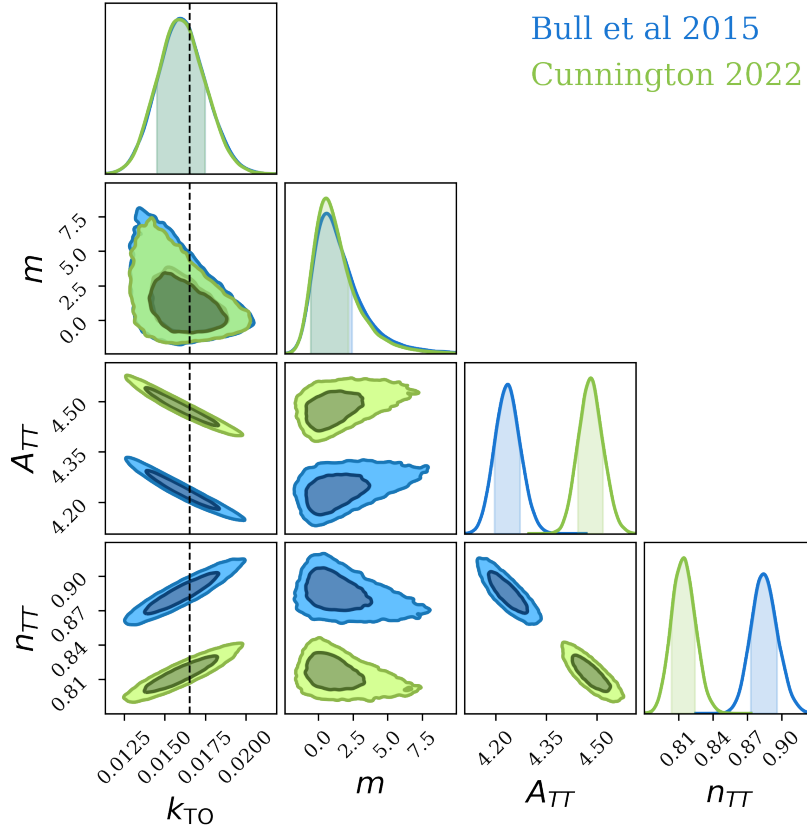 Bull et al 2015
Cunnington 2022
m
7.5
5.0
2.5
0.0
A_TT
4.50
4.35
4.20
n_TT
0.90
0.87
0.84
0.81
0.0125 0.0150 0.0175 0.0200
0.0 2.5 5.0 7.5
4.20 4.35 4.50
0.81 0.84 0.87 0.90
k_TO
m
A_TT
n_TT